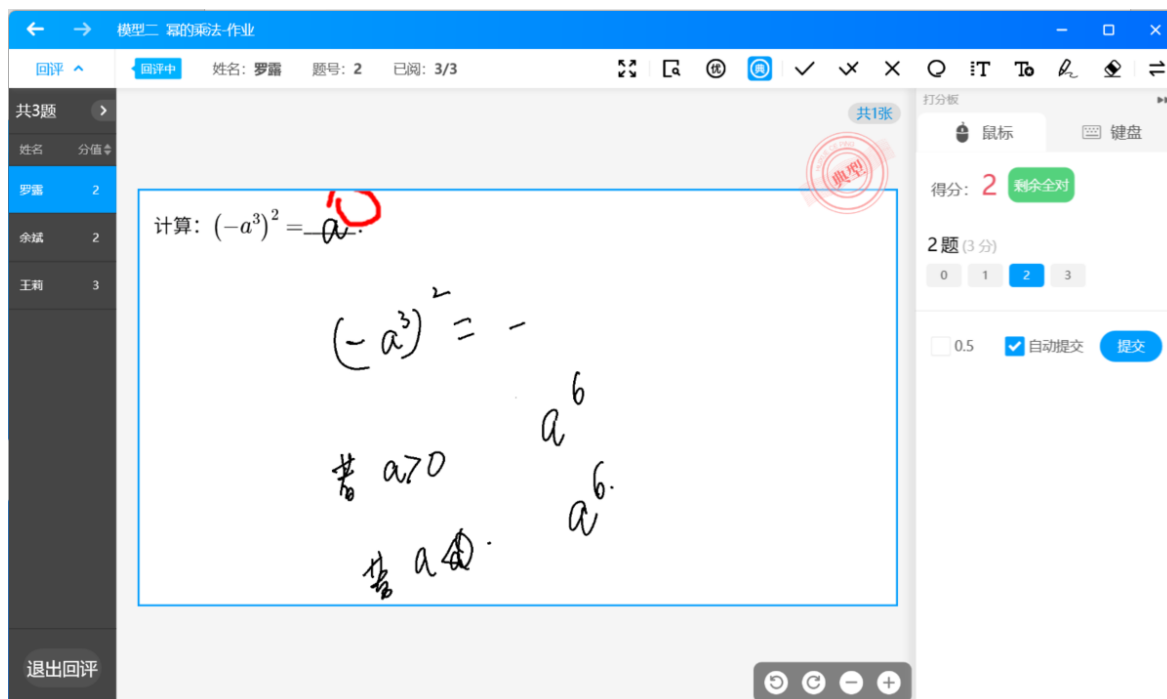 模型二 幂的乘法-作业
回评 回评中 姓名：罗露 题号：2 已阅：3/3 优 典
共3题
姓名 分值
罗露 2
余斌 2
王莉 3
退出回评
共1张
典型
计算：(-a³)²=a.
(-a³)² = -
a⁶
若 a>0
a⁶.
若 a
打分板
鼠标 键盘
得分：2 剩余全对
2题(3分)
0 1 2 3
0.5 自动提交 提交